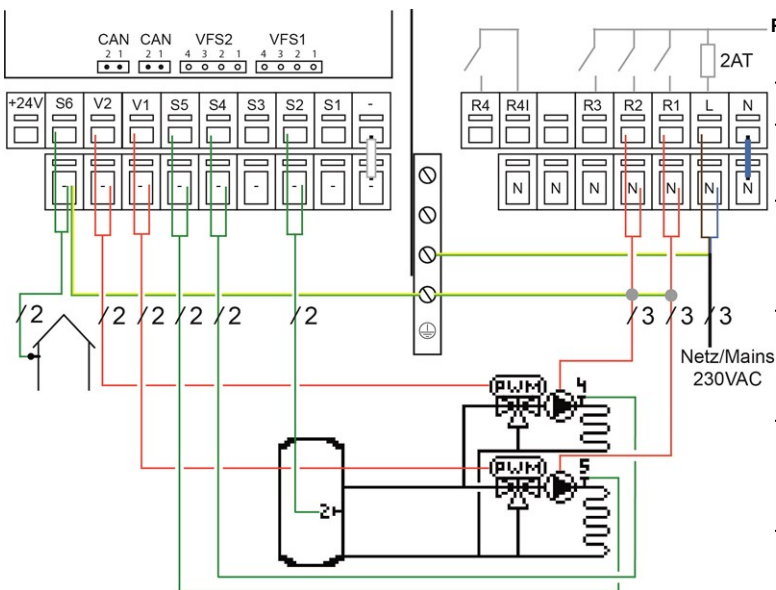 CAN CAN VFS2 VFS1
2 1 2 1 4 3 2 1 4 3 2 1
2AT
+24V S6 V2 V1 S5 S4 S3 S2 S1 -
R4 R4I R3 R2 R1 L N
- - - - - - - - -
N N N N N N N
/2 /2 /2 /2 /2 /2 /3 /3 /3
Netz/Mains
230VAC
PWM 4
PWM 5
2